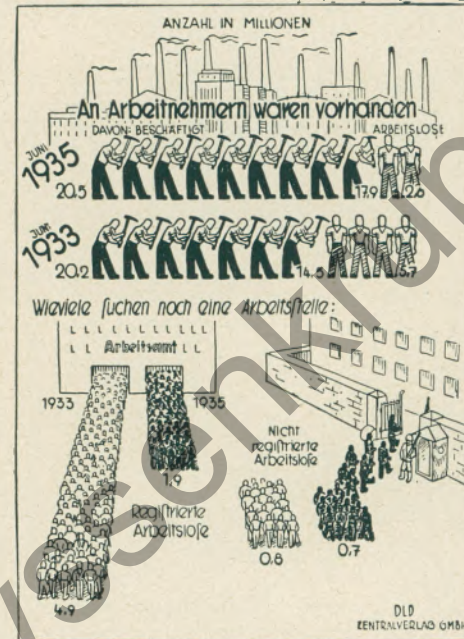 ANZAHL IN MILLIONEN
An Arbeitnehmern waren vorhanden
DAVON: BESCHÄFTIGT ARBEITSLOSE
JUNI 1935
20.5 17.9 2.6
JUNI 1933
20.2 14.5 5.7
Wieviele suchen noch eine Arbeitsstelle:
Arbeitsamt
1933 1935
1.9
Registrierte
Arbeitslose
4.9
Nicht
registrierte
Arbeitslose
0.8 0.7
DLD
ZENTRALVERLAG GMBH